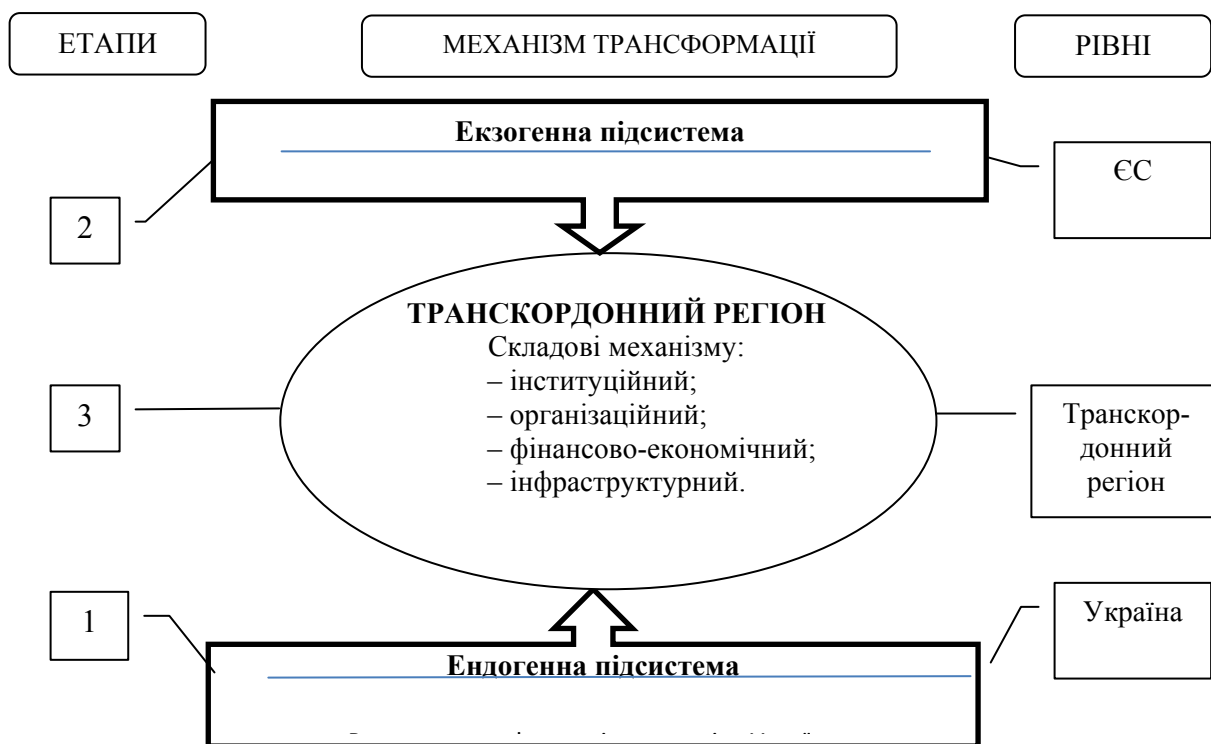 ЕТАПИ
МЕХАНІЗМ ТРАНСФОРМАЦІЇ
РІВНІ
Екзогенна підсистема
ЄС
2
ТРАНСКОРДОННИЙ РЕГІОН
Складові механізму:
– інституційний;
– організаційний;
– фінансово-економічний;
– інфраструктурний.
3
Транскор-
донний
регіон
1
Україна
Ендогенна підсистема